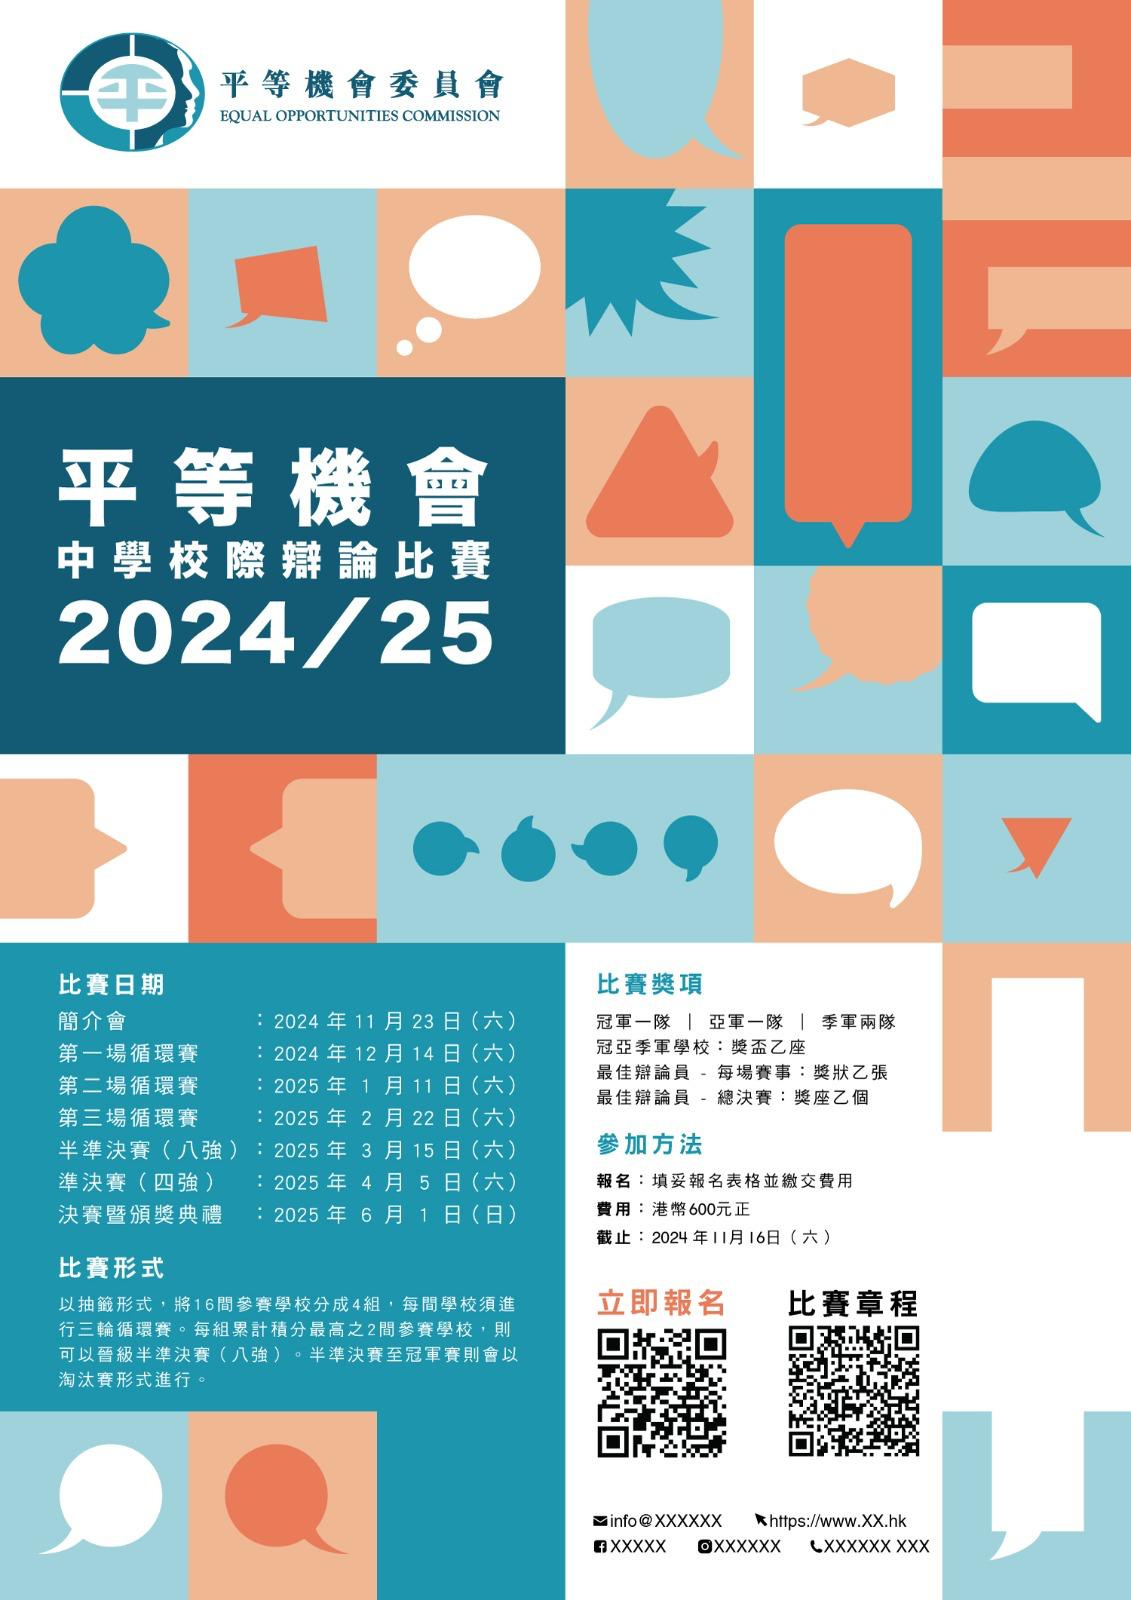 平等機會委員會
EQUAL OPPORTUNITIES COMMISSION
平等機會
中學校際辯論比賽
2024/25
比賽日期
簡介會 : 2024 年 11 月 23 日（六）
第一場循環賽 : 2024 年 12 月 14 日（六）
第二場循環賽 : 2025 年 1 月 11 日（六）
第三場循環賽 : 2025 年 2 月 22 日（六）
半準決賽（八強） : 2025 年 3 月 15 日（六）
準決賽（四強） : 2025 年 4 月 5 日（六）
決賽暨頒獎典禮 : 2025 年 6 月 1 日（日）
比賽形式
以抽籤形式，將16間參賽學校分成4組，每間學校須進
行三輪循環賽。每組累計積分最高之2間參賽學校，則
可以晉級半準決賽（八強）。半準決賽至冠軍賽則會以
淘汰賽形式進行。
比賽獎項
冠軍一隊 | 亞軍一隊 | 季軍兩隊
冠亞季軍學校：獎盃乙座
最佳辯論員 - 每場賽事：獎狀乙張
最佳辯論員 - 總決賽：獎座乙個
參加方法
報名：填妥報名表格並繳交費用
費用：港幣600元正
截止：2024 年11月16日（六）
立即報名 比賽章程
info@XXXXXX https://www.XX.hk
XXXXX XXXXXX XXXXXX XXX